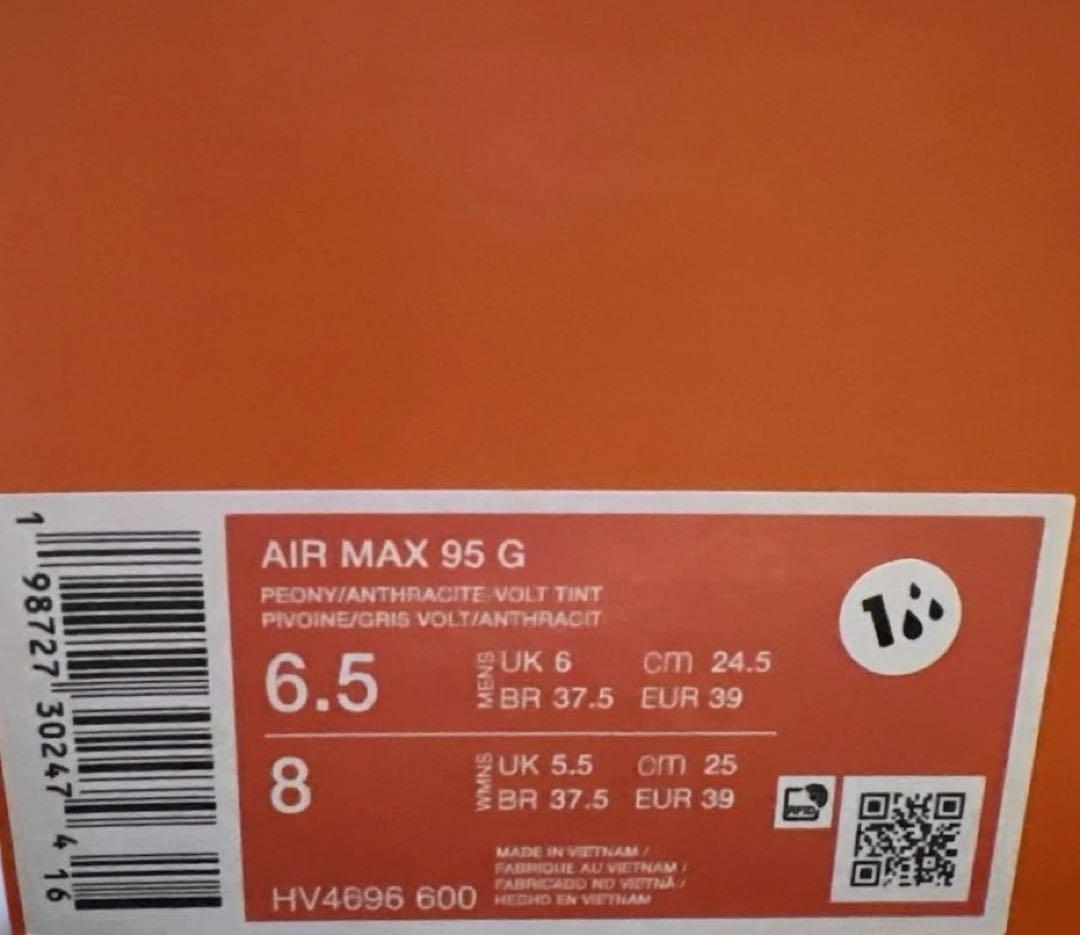 AIR MAX 95 G
PEONY/ANTHRACITE-VOLT TINT
PIVOINE/GRIS VOLT/ANTHRACIT
6.5
MENS
UK 6 cm 24.5
BR 37.5 EUR 39
8
WMNS
UK 5.5 cm 25
BR 37.5 EUR 39
MADE IN VIETNAM /
FABRIQUE AU VIETNAM /
FABRICADO NO VIETNÃ /
HECHO EN VIETNAM
HV4696 600
RFID
1
1 98727 30247 4 16